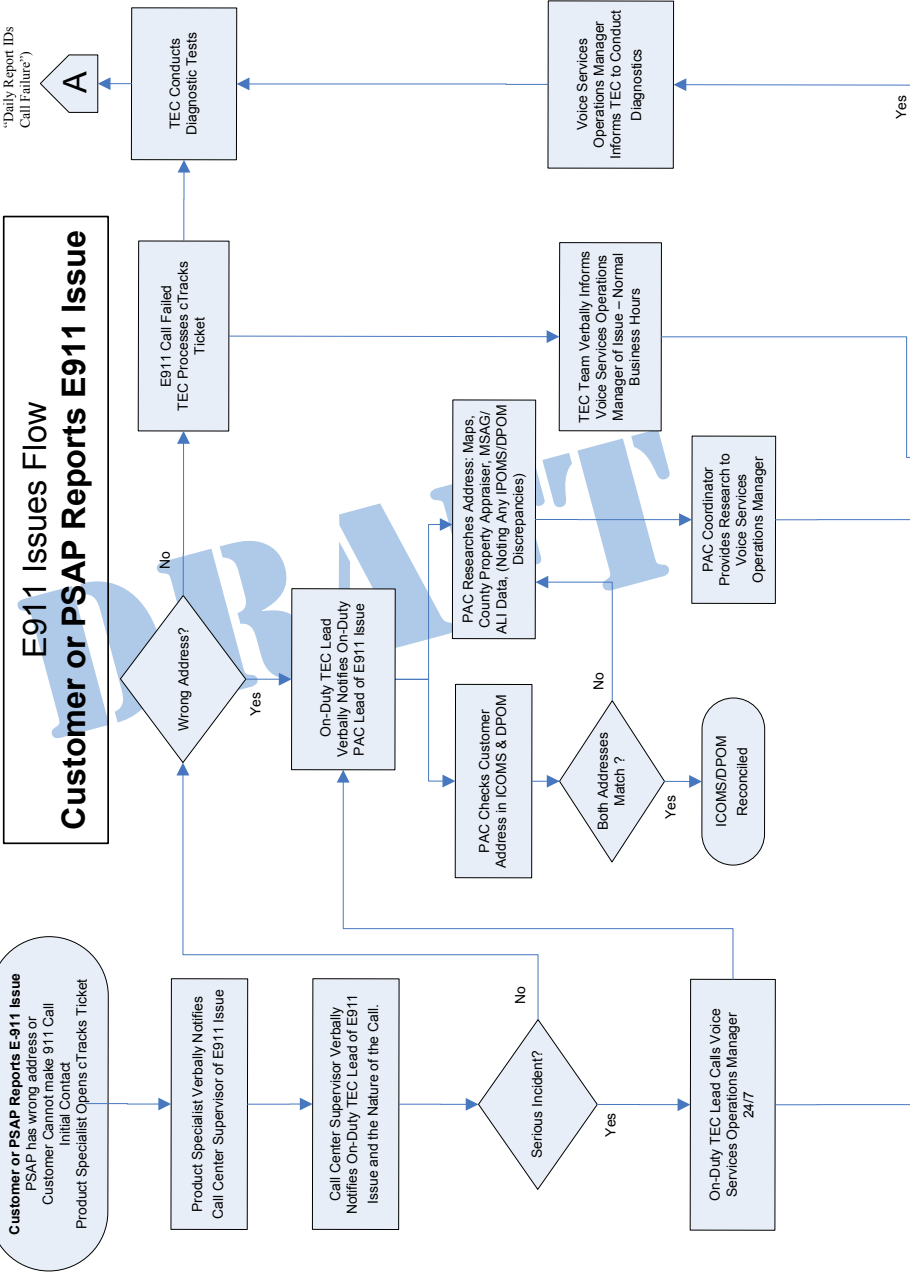 E911 Issues Flow
Customer or PSAP Reports E911 Issue
"Daily Report IDs
Call Failure")
A
Customer or PSAP Reports E-911 Issue
PSAP has wrong address or
Customer Cannot make 911 Call
Initial Contact
Product Specialist Opens cTracks Ticket
Product Specialist Verbally Notifies
Call Center Supervisor of E911 Issue
Call Center Supervisor Verbally
Notifies On-Duty TEC Lead of E911
Issue and the Nature of the Call.
Serious Incident?
No
Yes
On-Duty TEC Lead Calls Voice
Services Operations Manager
24/7
Wrong Address?
No
Yes
On-Duty TEC Lead
Verbally Notifies On-Duty
PAC Lead of E911 Issue
PAC Checks Customer
Address in ICOMS & DPOM
Both Addresses
Match ?
No
Yes
ICOMS/DPOM
Reconciled
PAC Researches Address: Maps,
County Property Appraiser, MSAG/
ALI Data, (Noting Any IPOMS/DPOM
Discrepancies)
PAC Coordinator
Provides Research to
Voice Services
Operations Manager
E911 Call Failed
TEC Processes cTracks
Ticket
TEC Team Verbally Informs
Voice Services Operations
Manager of Issue – Normal
Business Hours
TEC Conducts
Diagnostic Tests
Voice Services
Operations Manager
Informs TEC to Conduct
Diagnostics
Yes
DRAFT